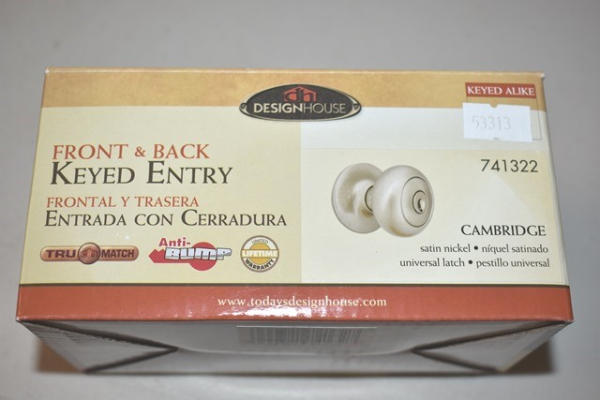 DESIGNHOUSE
KEYED ALIKE
53313
FRONT & BACK
KEYED ENTRY
FRONTAL Y TRASERA
ENTRADA CON CERRADURA
741322
CAMBRIDGE
satin nickel • níquel satinado
universal latch • pestillo universal
TRU MATCH
Anti-
BUMP
LIMITED
LIFETIME
WARRANTY
www.todaysdesignhouse.com